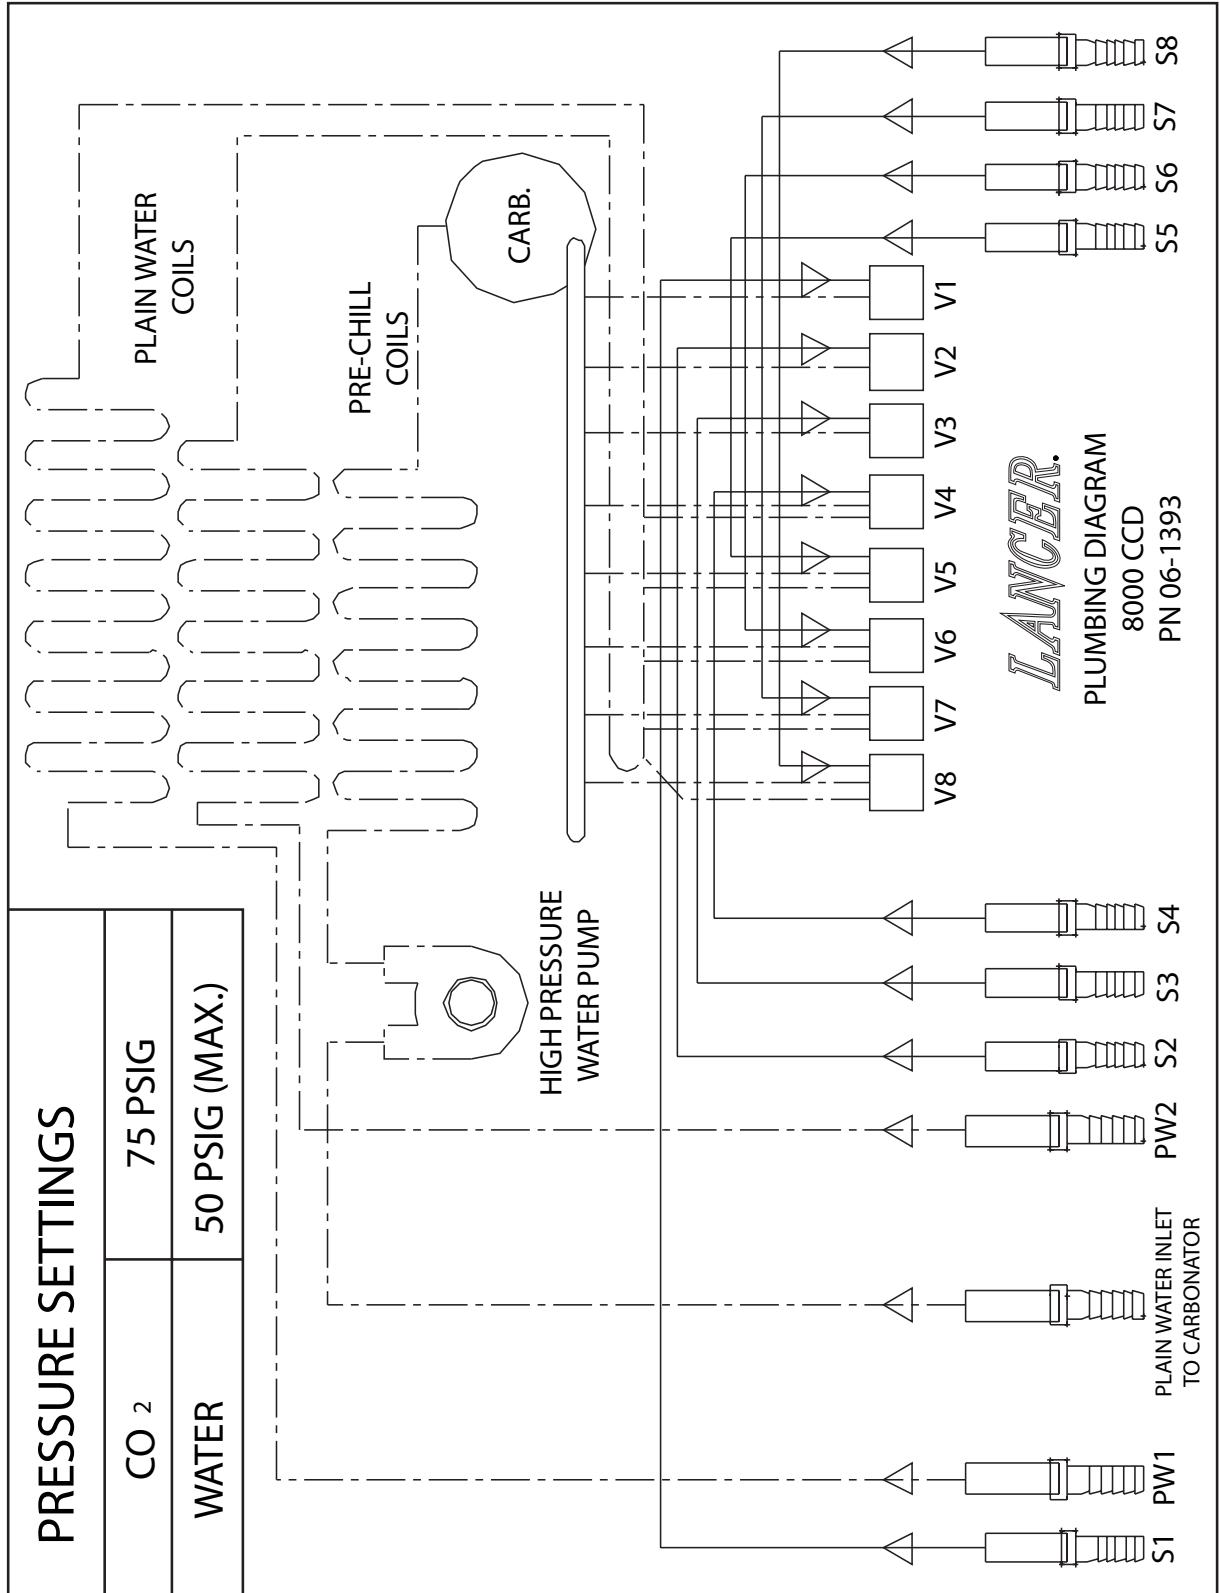 PRESSURE SETTINGS
CO 2 75 PSIG
WATER 50 PSIG (MAX.)
PLAIN WATER
COILS
PRE-CHILL
COILS
CARB.
HIGH PRESSURE
WATER PUMP
V8 V7 V6 V5 V4 V3 V2 V1
LANCER.
PLUMBING DIAGRAM
8000 CCD
PN 06-1393
S1 PW1
PLAIN WATER INLET
TO CARBONATOR
PW2 S2 S3 S4 S5 S6 S7 S8